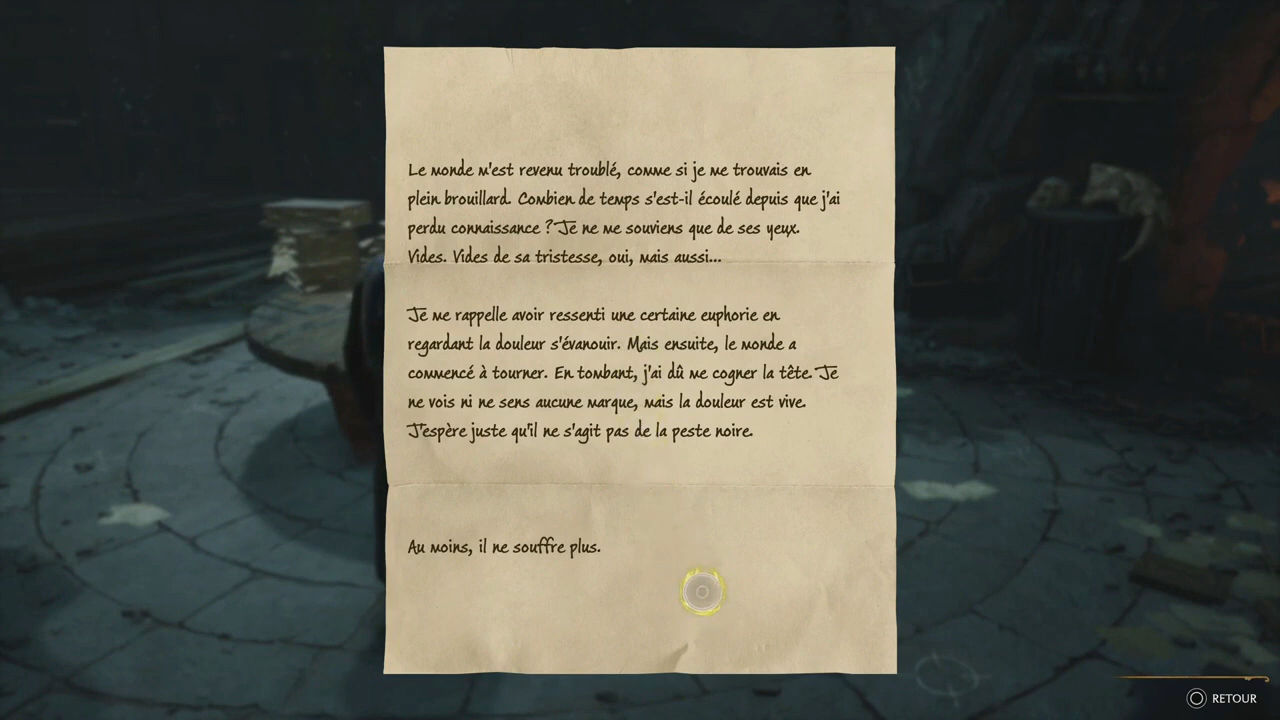 Le monde m'est revenu troublé, comme si je me trouvais en
plein brouillard. Combien de temps s'est-il écoulé depuis que j'ai
perdu connaissance ? Je ne me souviens que de ses yeux.
Vides. Vides de sa tristesse, oui, mais aussi...
Je me rappelle avoir ressenti une certaine euphorie en
regardant la douleur s'évanouir. Mais ensuite, le monde a
commencé à tourner. En tombant, j'ai dû me cogner la tête. Je
ne vois ni ne sens aucune marque, mais la douleur est vive.
J'espère juste qu'il ne s'agit pas de la peste noire.
Au moins, il ne souffre plus.
RETOUR